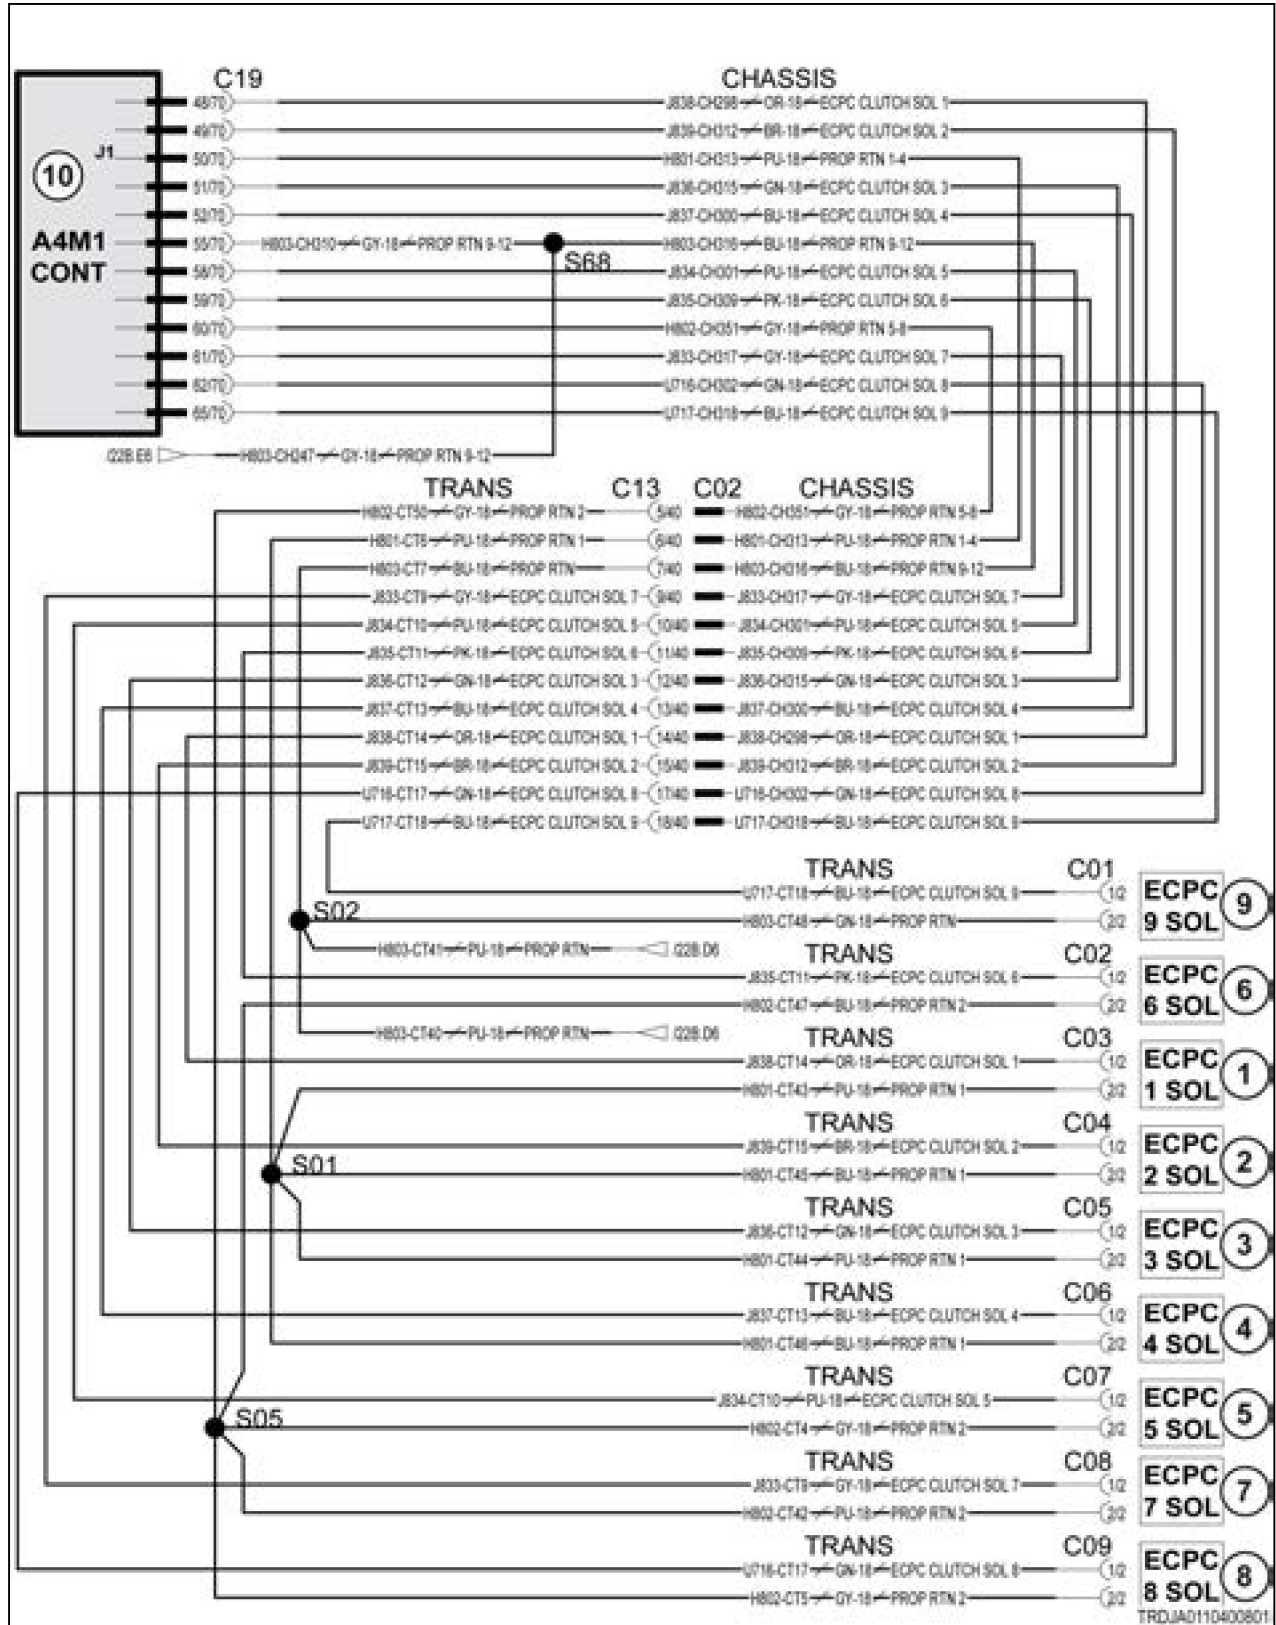 C19 CHASSIS
48/70 J838-CH298 OR-18 ECPC CLUTCH SOL 1
49/70 J839-CH312 BR-18 ECPC CLUTCH SOL 2
J1
50/70 H801-CH313 PU-18 PROP RTN 1-4
10
51/70 J836-CH315 GN-18 ECPC CLUTCH SOL 3
52/70 J837-CH300 BU-18 ECPC CLUTCH SOL 4
A4M1
CONT
55/70 H803-CH310 GY-18 PROP RTN 9-12 H803-CH316 BU-18 PROP RTN 9-12
S68
58/70 J834-CH301 PU-18 ECPC CLUTCH SOL 5
59/70 J835-CH309 PK-18 ECPC CLUTCH SOL 6
60/70 H802-CH351 GY-18 PROP RTN 5-8
61/70 J833-CH317 GY-18 ECPC CLUTCH SOL 7
62/70 U716-CH302 GN-18 ECPC CLUTCH SOL 8
65/70 U717-CH318 BU-18 ECPC CLUTCH SOL 9
/22B.E6 H803-CH247 GY-18 PROP RTN 9-12
TRANS C13 C02 CHASSIS
H802-CT50 GY-18 PROP RTN 2 5/40 H802-CH351 GY-18 PROP RTN 5-8
H801-CT6 PU-18 PROP RTN 1 6/40 H801-CH313 PU-18 PROP RTN 1-4
H803-CT7 BU-18 PROP RTN 7/40 H803-CH316 BU-18 PROP RTN 9-12
J833-CT9 GY-18 ECPC CLUTCH SOL 7 9/40 J833-CH317 GY-18 ECPC CLUTCH SOL 7
J834-CT10 PU-18 ECPC CLUTCH SOL 5 10/40 J834-CH301 PU-18 ECPC CLUTCH SOL 5
J835-CT11 PK-18 ECPC CLUTCH SOL 6 11/40 J835-CH309 PK-18 ECPC CLUTCH SOL 6
J836-CT12 GN-18 ECPC CLUTCH SOL 3 12/40 J836-CH315 GN-18 ECPC CLUTCH SOL 3
J837-CT13 BU-18 ECPC CLUTCH SOL 4 13/40 J837-CH300 BU-18 ECPC CLUTCH SOL 4
J838-CT14 OR-18 ECPC CLUTCH SOL 1 14/40 J838-CH298 OR-18 ECPC CLUTCH SOL 1
J839-CT15 BR-18 ECPC CLUTCH SOL 2 15/40 J839-CH312 BR-18 ECPC CLUTCH SOL 2
U716-CT17 GN-18 ECPC CLUTCH SOL 8 17/40 U716-CH302 GN-18 ECPC CLUTCH SOL 8
U717-CT18 BU-18 ECPC CLUTCH SOL 9 18/40 U717-CH318 BU-18 ECPC CLUTCH SOL 9
TRANS C01
U717-CT18 BU-18 ECPC CLUTCH SOL 9 1/2 ECPC 9
S02
H803-CT48 GN-18 PROP RTN 2/2 9 SOL
H803-CT41 PU-18 PROP RTN /22B.D6
TRANS C02
J835-CT11 PK-18 ECPC CLUTCH SOL 6 1/2 ECPC 6
H802-CT47 BU-18 PROP RTN 2 2/2 6 SOL
H803-CT40 PU-18 PROP RTN /22B.D6
TRANS C03
J838-CT14 OR-18 ECPC CLUTCH SOL 1 1/2 ECPC 1
H801-CT43 PU-18 PROP RTN 1 2/2 1 SOL
TRANS C04
J839-CT15 BR-18 ECPC CLUTCH SOL 2 1/2 ECPC 2
S01
H801-CT45 BU-18 PROP RTN 1 2/2 2 SOL
TRANS C05
J836-CT12 GN-18 ECPC CLUTCH SOL 3 1/2 ECPC 3
H801-CT44 PU-18 PROP RTN 1 2/2 3 SOL
TRANS C06
J837-CT13 BU-18 ECPC CLUTCH SOL 4 1/2 ECPC 4
H801-CT46 BU-18 PROP RTN 1 2/2 4 SOL
TRANS C07
J834-CT10 PU-18 ECPC CLUTCH SOL 5 1/2 ECPC 5
S05
H802-CT4 GY-18 PROP RTN 2 2/2 5 SOL
TRANS C08
J833-CT9 GY-18 ECPC CLUTCH SOL 7 1/2 ECPC 7
H802-CT42 PU-18 PROP RTN 2 2/2 7 SOL
TRANS C09
U716-CT17 GN-18 ECPC CLUTCH SOL 8 1/2 ECPC 8
H802-CT5 GY-18 PROP RTN 2 2/2 8 SOL
TRDJA0110400801